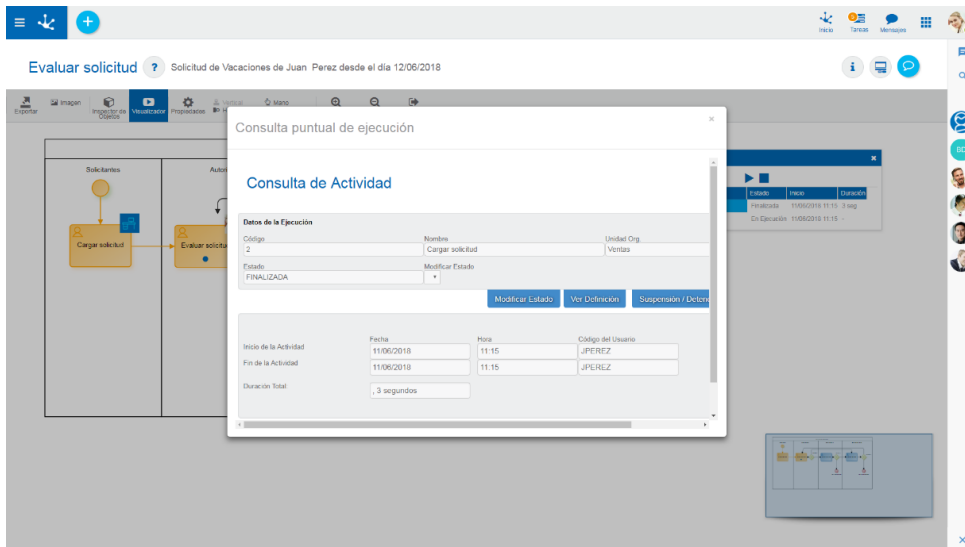 Inicio
Tareas
Mensajes
Evaluar solicitud ? Solicitud de Vacaciones de Juan Perez desde el día 12/06/2018
Exportar
Imagen
Inspector de Objetos
Visualizador
Propiedades
Vertical
Mano
Consulta puntual de ejecución
×
Solicitantes
Cargar solicitud
Evaluar
Consulta de Actividad
Datos de la Ejecución
Código Nombre Unidad Org.
2 Cargar solicitud Ventas
Estado Modificar Estado
FINALIZADA
Modificar Estado Ver Definición Suspensión /
Fecha Hora Código del Usuario
Inicio de la Actividad 11/06/2018 11:15 JPEREZ
Fin de la Actividad 11/06/2018 11:15 JPEREZ
Duración Total , 3 segundos
Estado Inicio Duración
Finalizada 11/06/2018 11:15 3 seg
En Ejecución 11/06/2018 11:15 -